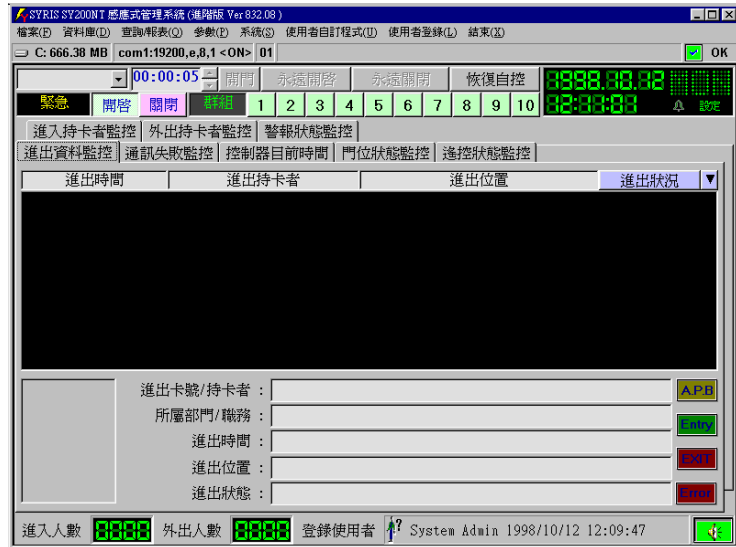 SYRIS SY200NT 感應式管理系統 (進階版 Ver 832.08 )
檔案(F) 資料庫(D) 查詢/報表(Q) 參數(P) 系統(S) 使用者自訂程式(U) 使用者登錄(L) 結束(X)
C: 666.38 MB com1:19200,e,8,1 <ON> 01 OK
00:00:05 開門 永遠開啓 永遠關閉 恢復自控
緊急 開啓 關閉 群組 1 2 3 4 5 6 7 8 9 10 設定
進入持卡者監控 外出持卡者監控 警報狀態監控
進出資料監控 通訊失敗監控 控制器目前時間 門位狀態監控 遙控狀態監控
進出時間 進出持卡者 進出位置 進出狀況
進出卡號/持卡者 : A.P.B
所屬部門/職務 : Entry
進出時間 :
進出位置 : EXIT
進出狀態 : Error
進入人數 外出人數 登錄使用者 System Admin 1998/10/12 12:09:47